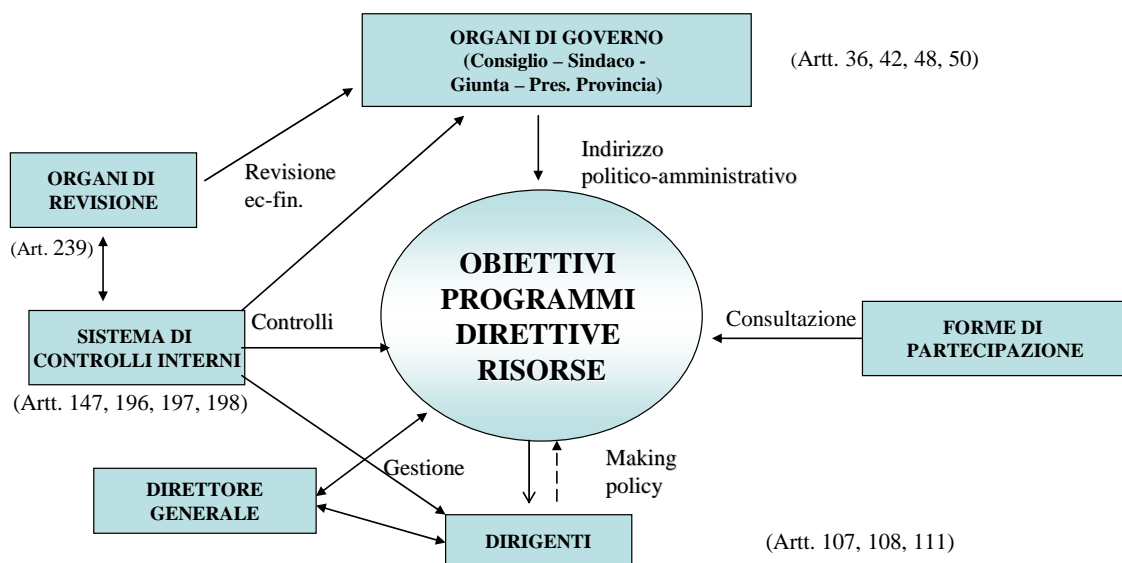 ORGANI DI GOVERNO
(Consiglio – Sindaco -
Giunta – Pres. Provincia)
(Artt. 36, 42, 48, 50)
Indirizzo
politico-amministrativo
Revisione
ec-fin.
ORGANI DI
REVISIONE
(Art. 239)
OBIETTIVI
PROGRAMMI
DIRETTIVE
RISORSE
Controlli
SISTEMA DI
CONTROLLI INTERNI
(Artt. 147, 196, 197, 198)
Consultazione
FORME DI
PARTECIPAZIONE
Gestione
Making
policy
DIRETTORE
GENERALE
DIRIGENTI
(Artt. 107, 108, 111)